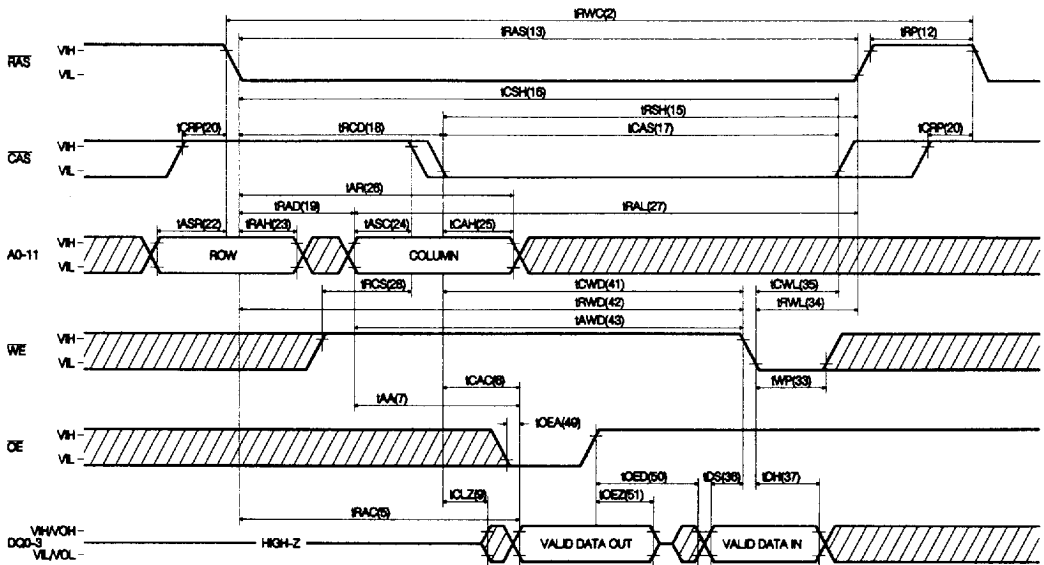 tRWC(2)
tRAS(13)
tRP(12)
RAS
VIH
VIL
tCSH(16)
tRSH(15)
tCRP(20)
tRCD(18)
tCAS(17)
tCRP(20)
CAS
VIH
VIL
tAR(26)
tRAD(19)
tRAL(27)
tASR(22)
tRAH(23)
tASC(24)
tCAH(25)
A0-11
VIH
VIL
ROW
COLUMN
tRCS(28)
tCWD(41)
tCWL(35)
tRWD(42)
tRWL(34)
tAWD(43)
WE
VIH
VIL
tCAC(6)
tWP(33)
tAA(7)
tOEA(49)
OE
VIH
VIL
tOED(50)
tDS(36)
tDH(37)
tCLZ(9)
tOEZ(51)
tRAC(5)
DQ0-3
VIH/VOH
VIL/VOL
HIGH-Z
VALID DATA OUT
VALID DATA IN